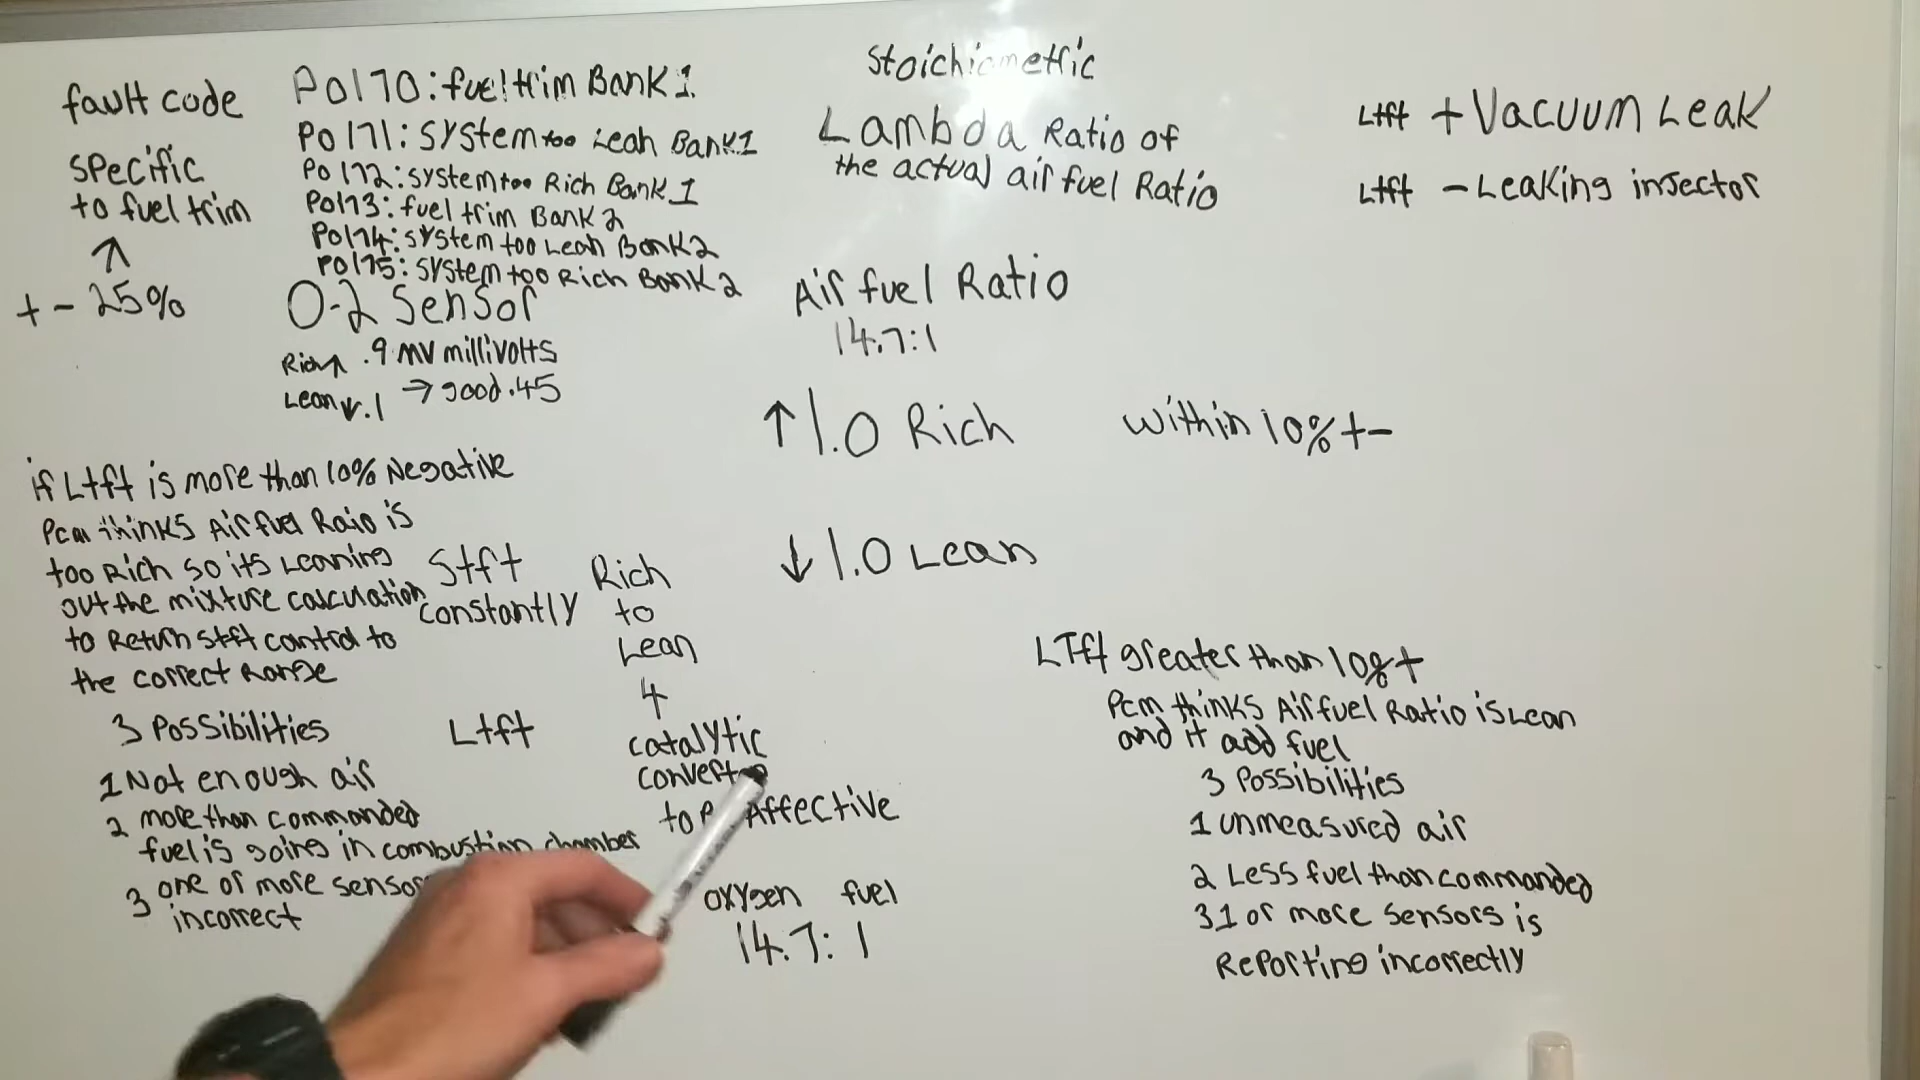 fault code
specific
to fuel trim
+ - 25%
P0170: fuel trim Bank 1.
P0171: System too Lean Bank 1
P0172: system too Rich Bank 1
P0173: fuel trim Bank 2
P0174: system too Lean Bank 2
P0175: system too Rich Bank 2
O-2 Sensor
Rich ↑ .9 mv millivolts
Lean ↓ .1 → good .45
Stoichiometric
Lambda Ratio of
the actual air fuel Ratio
Air fuel Ratio
14.7:1
↑ 1.0 Rich
↓ 1.0 Lean
Ltft + Vacuum Leak
Ltft - Leaking injector
within 10% + -
if Ltft is more than 10% Negative
Pcm thinks Air fuel Raio is
too Rich so its Leaning
out the mixture calculation
to Return stft control to
the correct Range
3 Possibilities
1 Not enough air
2 more than commanded
fuel is going in combustion chamber
3 one or more sensor
incorrect
Stft
constantly
Ltft
Rich
to
Lean
4
catalytic
to Affective
oxygen fuel
14.7: 1
LTft greater than 10% +
Pcm thinks Air fuel Ratio is Lean
and it add fuel
3 Possibilities
1 unmeasured air
2 Less fuel than commanded
3 1 or more sensors is
Reporting incorrectly